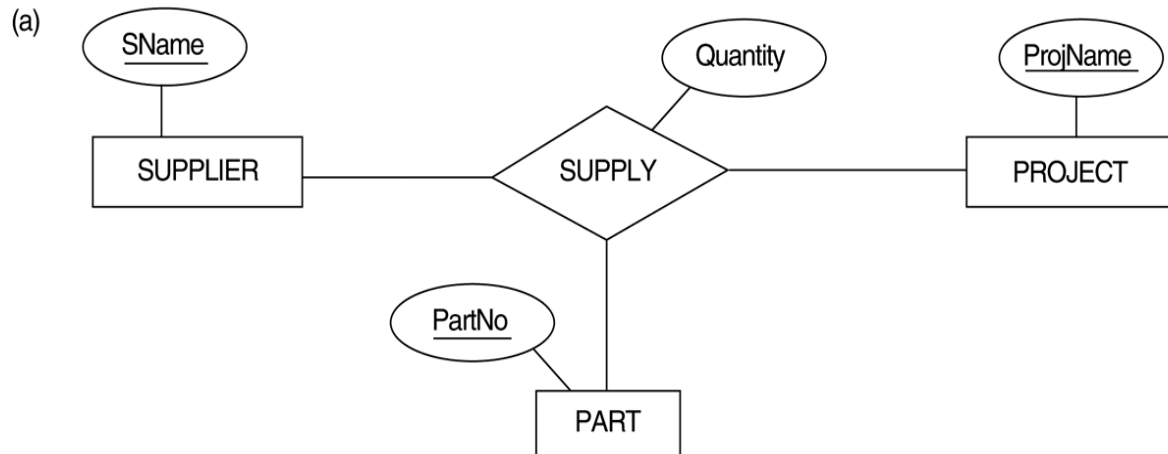 (a)
SName
Quantity
ProjName
SUPPLIER
SUPPLY
PROJECT
PartNo
PART